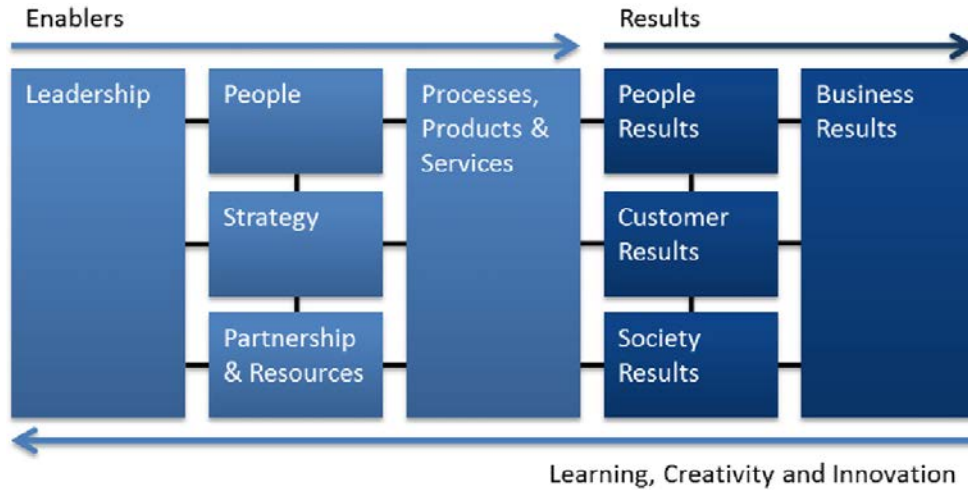 Enablers
Results
Leadership
People
Processes,
Products &
Services
People
Results
Business
Results
Strategy
Customer
Results
Partnership
& Resources
Society
Results
Learning, Creativity and Innovation